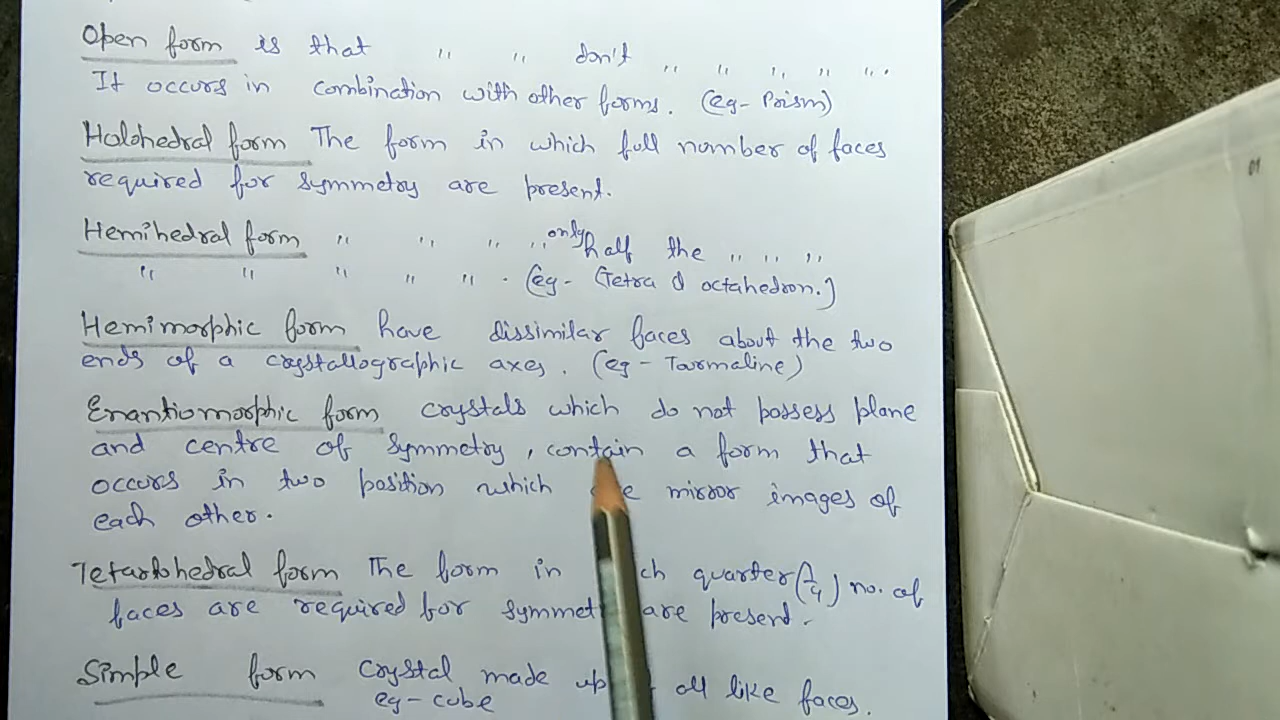 Open form is that " " don't " " " " ".
It occurs in combination with other forms. (eg- Prism)
Holohedral form The form in which full number of faces
required for symmetry are present.
Hemihedral form " " " " only half the " " "
" " " " " . (eg- (Tetra & octahedron.)
Hemimorphic form have dissimilar faces about the two
ends of a crystallographic axes. (eg- Tarmaline)
Enantiomorphic form crystals which do not possess plane
and centre of symmetry, contain a form that
occurs in two position which mirror images of
each other.
Tetartohedral form The form in quarter (1/4) no. of
faces are required for symmet are present.
Simple form Crystal made up all like faces.
eg- cube